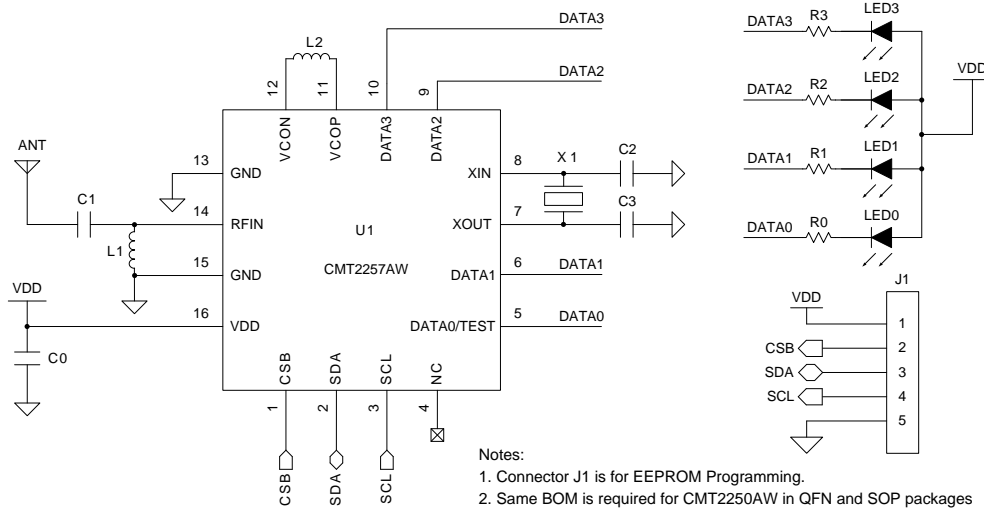 L2
DATA3
DATA2
12
11
10
9
VCON
VCOP
DATA3
DATA2
ANT
13
GND
C1
14
RFIN
L1
15
GND
VDD
16
VDD
C0
U1
CMT2257AW
XIN
8
X1
C2
XOUT
7
C3
DATA1
6
DATA1
DATA0/TEST
5
DATA0
CSB
SDA
SCL
NC
1
2
3
4
CSB
SDA
SCL
DATA3
R3
LED3
DATA2
R2
LED2
VDD
DATA1
R1
LED1
DATA0
R0
LED0
J1
VDD
1
CSB
2
SDA
3
SCL
4
5
Notes:
1. Connector J1 is for EEPROM Programming.
2. Same BOM is required for CMT2250AW in QFN and SOP packages